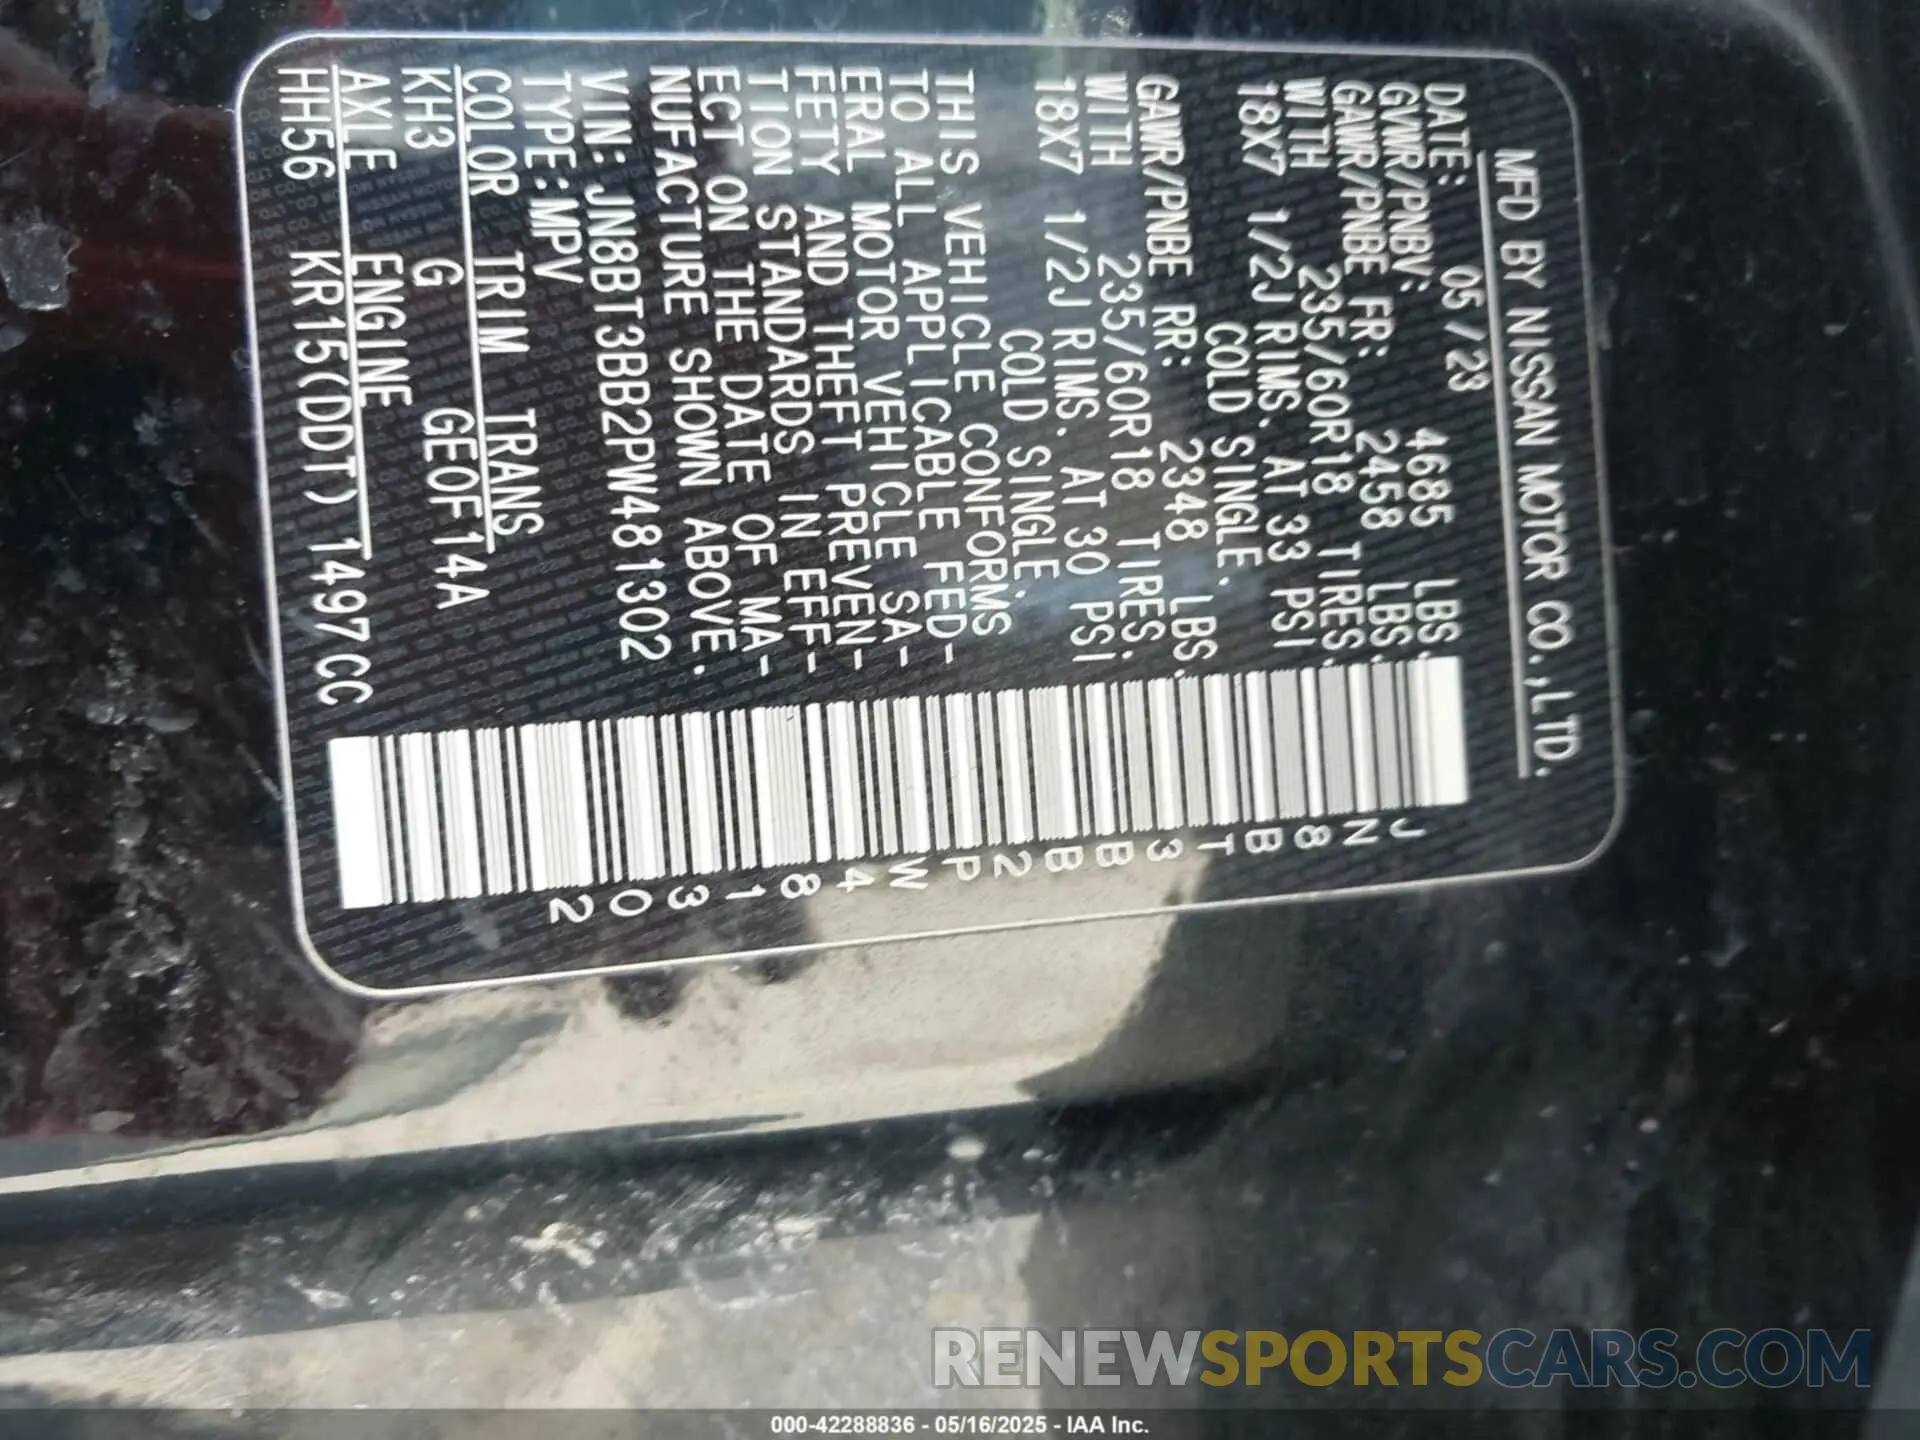 MFD BY NISSAN MOTOR CO.,LTD.
DATE: 05/23
GVWR/PNBV: 4685 LBS.
GAWR/PNBE FR: 2458 LBS.
WITH 235/60R18 TIRES.
18X7 1/2J RIMS. AT 33 PSI
COLD SINGLE.
GAWR/PNBE RR: 2348 LBS.
WITH 235/60R18 TIRES.
18X7 1/2J RIMS. AT 30 PSI
COLD SINGLE.
THIS VEHICLE CONFORMS
TO ALL APPLICABLE FED-
ERAL MOTOR VEHICLE SA-
FETY AND THEFT PREVEN-
TION STANDARDS IN EFF-
ECT ON THE DATE OF MA-
NUFACTURE SHOWN ABOVE.
VIN: JN8BT3BB2PW481302
TYPE:MPV
COLOR TRIM TRANS
KH3 G GE0F14A
AXLE ENGINE
HH56 KR15(DDT) 1497CC
JN8BT3BB2PW481302
RENEWSPORTSCARS.COM
000-42288836 - 05/16/2025 - IAA Inc.